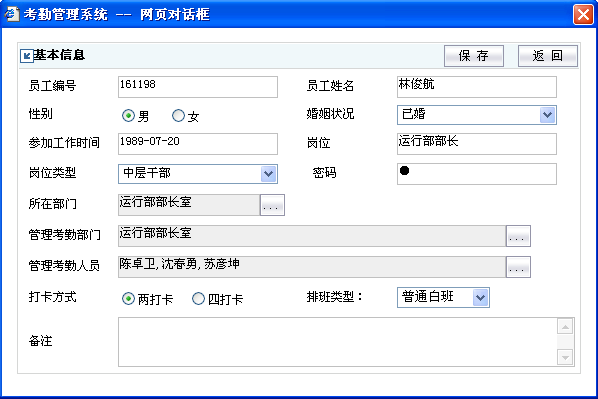 考勤管理系统 -- 网页对话框
基本信息 保 存 返 回
员工编号 161198 员工姓名 林俊航
性别 男 女 婚姻状况 已婚
参加工作时间 1989-07-20 岗位 运行部部长
岗位类型 中层干部 密码 ●
所在部门 运行部部长室 ...
管理考勤部门 运行部部长室 ...
管理考勤人员 陈卓卫,沈春勇,苏彦坤 ...
打卡方式 两打卡 四打卡 排班类型： 普通白班
备注